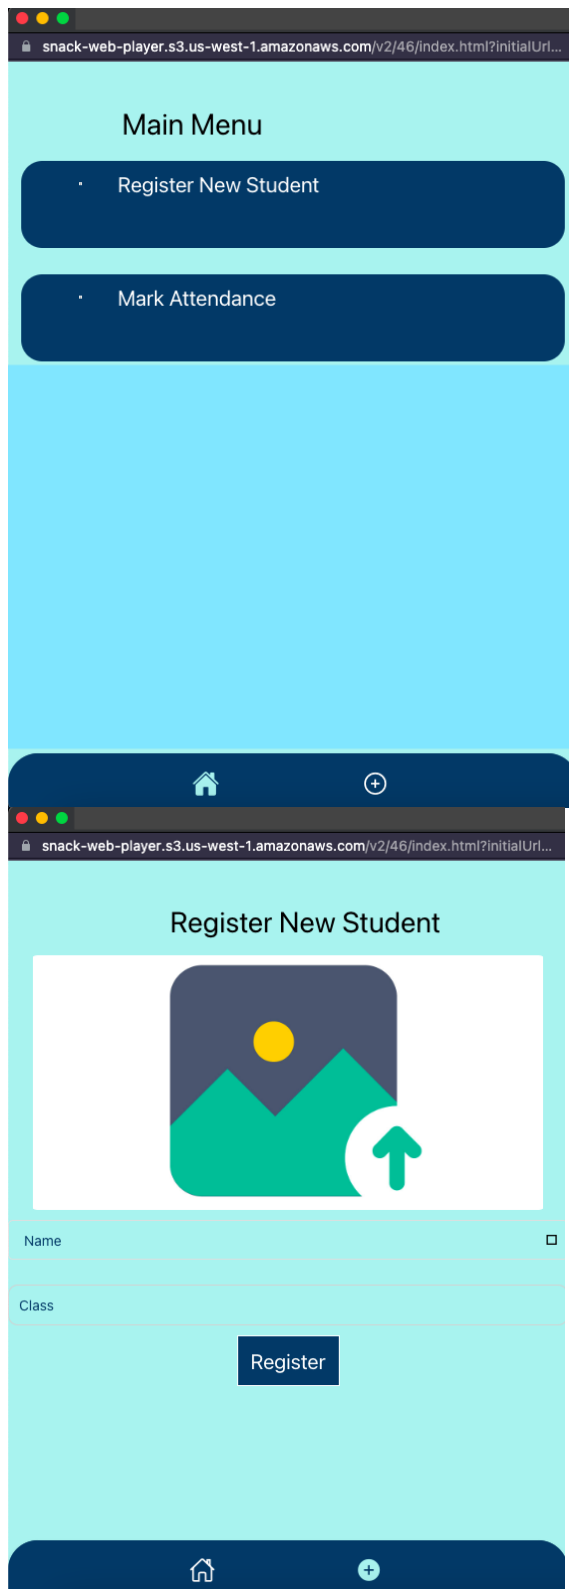 snack-web-player.s3.us-west-1.amazonaws.com/v2/46/index.html?initialUrl...
Main Menu
Register New Student
Mark Attendance
snack-web-player.s3.us-west-1.amazonaws.com/v2/46/index.html?initialUrl...
Register New Student
Name
Class
Register